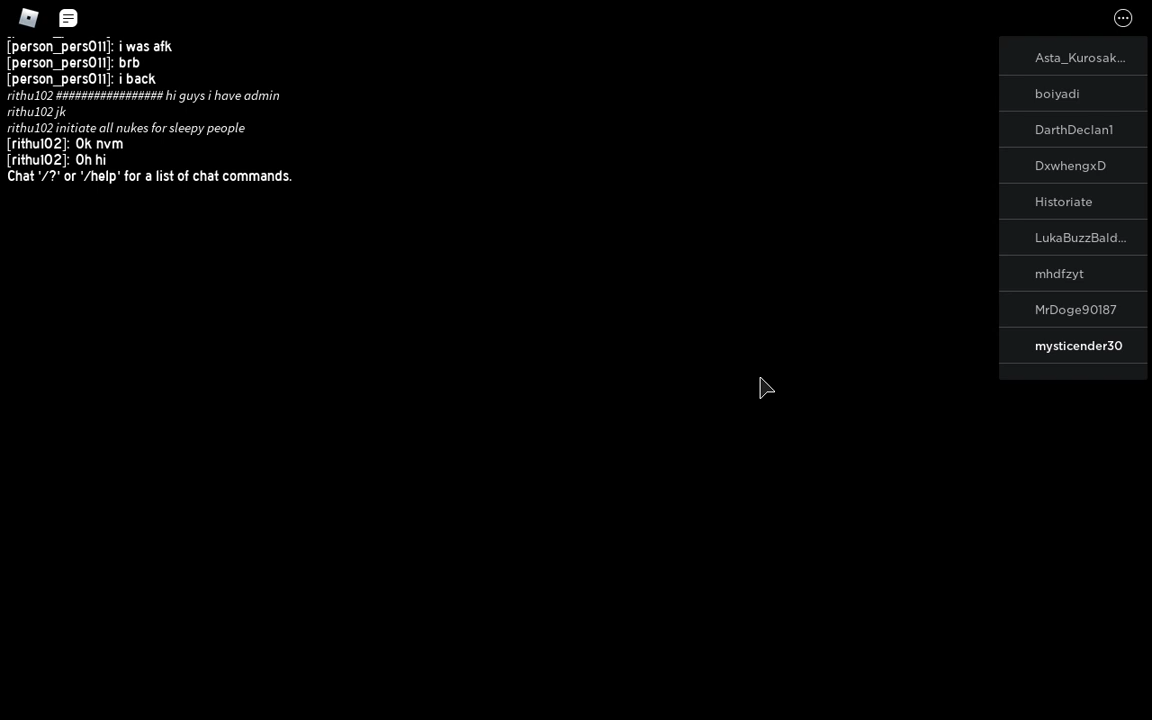 [person_pers011]: i was afk
[person_pers011]: brb
[person_pers011]: i back
rithu102 ################# hi guys i have admin
rithu102 jk
rithu102 initiate all nukes for sleepy people
[rithu102]: Ok nvm
[rithu102]: Oh hi
Chat '/?' or '/help' for a list of chat commands.
Asta_Kurosak...
boiyadi
DarthDeclan1
DxwhengxD
Historiate
LukaBuzzBald...
mhdfzyt
MrDoge90187
mysticender30